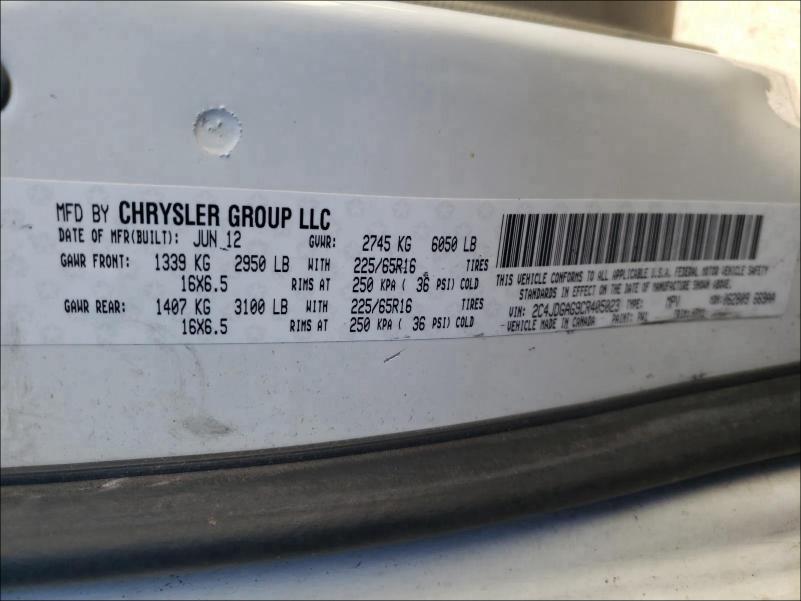 MFD BY CHRYSLER GROUP LLC
DATE OF MFR(BUILT): JUN 12 GVWR: 2745 KG 6050 LB
GAWR FRONT: 1339 KG 2950 LB WITH 225/65R16 TIRES
16X6.5 RIMS AT 250 KPA ( 36 PSI) COLD
GAWR REAR: 1407 KG 3100 LB WITH 225/65R16 TIRES
16X6.5 RIMS AT 250 KPA ( 36 PSI) COLD
THIS VEHICLE CONFORMS TO ALL APPLICABLE U.S.A. FEDERAL MOTOR VEHICLE SAFETY
STANDARDS IN EFFECT ON THE DATE OF MANUFACTURE SHOWN ABOVE.
VIN: 2C4JDGAG9CR405023 TYPE: MPV MDH:
VEHICLE MADE IN CANADA PAINT: PW7